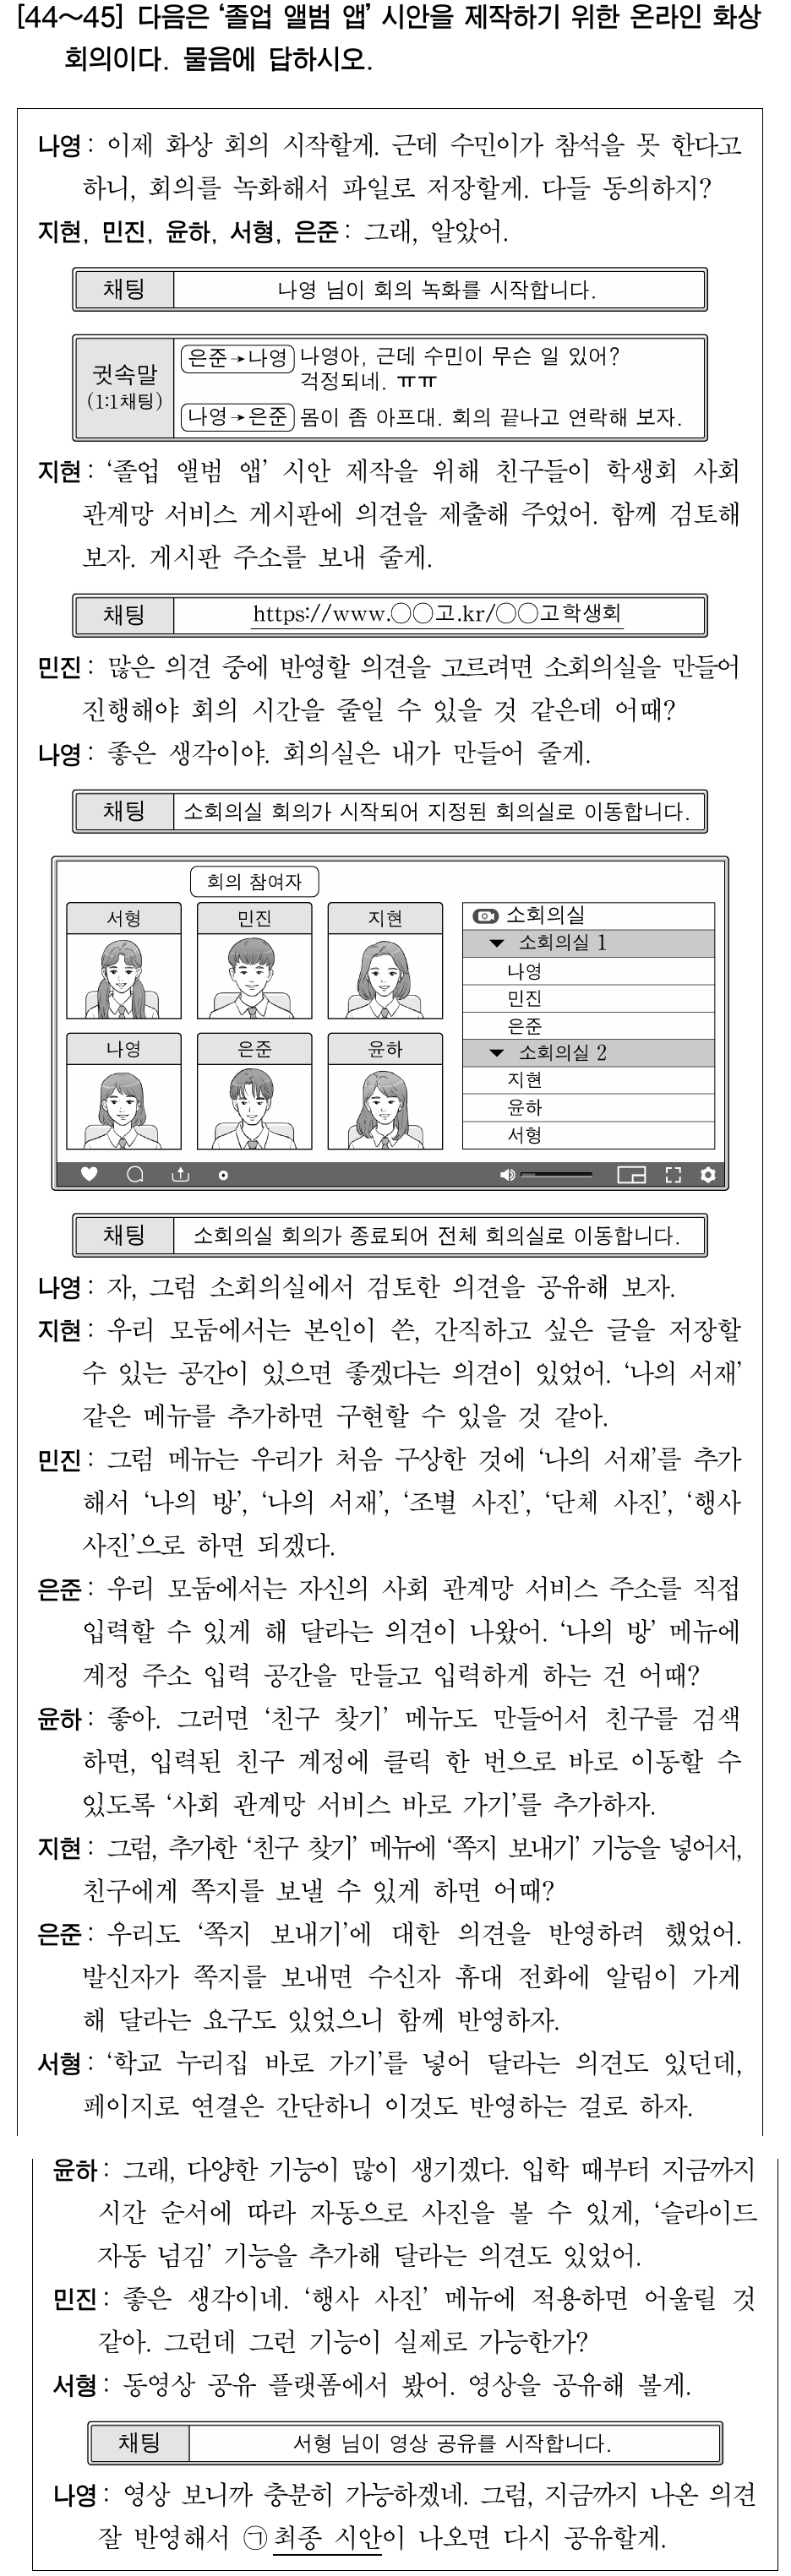 [44～45] 다음은 ‘졸업 앨범 앱’ 시안을 제작하기 위한 온라인 화상
회의이다. 물음에 답하시오.
나영 : 이제 화상 회의 시작할게. 근데 수민이가 참석을 못 한다고
하니, 회의를 녹화해서 파일로 저장할게. 다들 동의하지?
지현, 민진, 윤하, 서형, 은준 : 그래, 알았어.
채팅 나영 님이 회의 녹화를 시작합니다.
귓속말
(1:1채팅)
은준→나영 나영아, 근데 수민이 무슨 일 있어?
걱정되네. ㅠㅠ
나영→은준 몸이 좀 아프대. 회의 끝나고 연락해 보자.
지현 : ‘졸업 앨범 앱’ 시안 제작을 위해 친구들이 학생회 사회
관계망 서비스 게시판에 의견을 제출해 주었어. 함께 검토해
보자. 게시판 주소를 보내 줄게.
채팅 https://www.○○고.kr/○○고학생회
민진 : 많은 의견 중에 반영할 의견을 고르려면 소회의실을 만들어
진행해야 회의 시간을 줄일 수 있을 것 같은데 어때?
나영 : 좋은 생각이야. 회의실은 내가 만들어 줄게.
채팅 소회의실 회의가 시작되어 지정된 회의실로 이동합니다.
회의 참여자
서형 민진 지현
나영 은준 윤하
소회의실
▼ 소회의실 1
나영
민진
은준
▼ 소회의실 2
지현
윤하
서형
채팅 소회의실 회의가 종료되어 전체 회의실로 이동합니다.
나영 : 자, 그럼 소회의실에서 검토한 의견을 공유해 보자.
지현 : 우리 모둠에서는 본인이 쓴, 간직하고 싶은 글을 저장할
수 있는 공간이 있으면 좋겠다는 의견이 있었어. ‘나의 서재’
같은 메뉴를 추가하면 구현할 수 있을 것 같아.
민진 : 그럼 메뉴는 우리가 처음 구상한 것에 ‘나의 서재’를 추가
해서 ‘나의 방’, ‘나의 서재’, ‘조별 사진’, ‘단체 사진’, ‘행사
사진’으로 하면 되겠다.
은준 : 우리 모둠에서는 자신의 사회 관계망 서비스 주소를 직접
입력할 수 있게 해 달라는 의견이 나왔어. ‘나의 방’ 메뉴에
계정 주소 입력 공간을 만들고 입력하게 하는 건 어때?
윤하 : 좋아. 그러면 ‘친구 찾기’ 메뉴도 만들어서 친구를 검색
하면, 입력된 친구 계정에 클릭 한 번으로 바로 이동할 수
있도록 ‘사회 관계망 서비스 바로 가기’를 추가하자.
지현 : 그럼, 추가한 ‘친구 찾기’ 메뉴에 ‘쪽지 보내기’ 기능을 넣어서,
친구에게 쪽지를 보낼 수 있게 하면 어때?
은준 : 우리도 ‘쪽지 보내기’에 대한 의견을 반영하려 했었어.
발신자가 쪽지를 보내면 수신자 휴대 전화에 알림이 가게
해 달라는 요구도 있었으니 함께 반영하자.
서형 : ‘학교 누리집 바로 가기’를 넣어 달라는 의견도 있던데,
페이지로 연결은 간단하니 이것도 반영하는 걸로 하자.
윤하 : 그래, 다양한 기능이 많이 생기겠다. 입학 때부터 지금까지
시간 순서에 따라 자동으로 사진을 볼 수 있게, ‘슬라이드
자동 넘김’ 기능을 추가해 달라는 의견도 있었어.
민진 : 좋은 생각이네. ‘행사 사진’ 메뉴에 적용하면 어울릴 것
같아. 그런데 그런 기능이 실제로 가능한가?
서형 : 동영상 공유 플랫폼에서 봤어. 영상을 공유해 볼게.
채팅 서형 님이 영상 공유를 시작합니다.
나영 : 영상 보니까 충분히 가능하겠네. 그럼, 지금까지 나온 의견
잘 반영해서 ㉠최종 시안이 나오면 다시 공유할게.